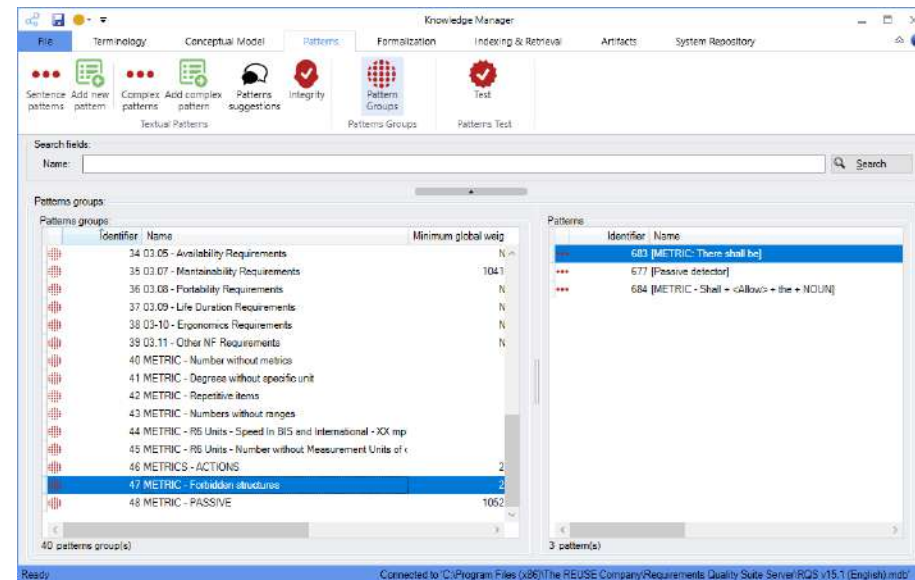 Knowledge Manager
File Terminology Conceptual Model Patterns Formalization Indexing & Retrieval Artifacts System Repository
Sentence patterns Add new pattern Complex patterns Add complex pattern Patterns suggestions Integrity Pattern Groups Test
Textual Patterns Patterns Groups Patterns Test
Search fields:
Name: Search
Patterns groups:
Patterns groups: Patterns
Identifier Name Minimum global weig Identifier Name
34 03.05 - Availability Requirements N 683 [METRIC: There shall be]
35 03.07 - Mantainability Requirements 1041 677 [Passive detector]
36 03.08 - Portability Requirements N 684 [METRIC - Shall + <Allow> + the + NOUN]
37 03.09 - Life Duration Requirements N
38 03-10 - Ergonomics Requirements N
39 03.11 - Other NF Requirements N
40 METRIC - Number without metrics
41 METRIC - Degrees without specific unit
42 METRIC - Repetitive items
43 METRIC - Numbers without ranges
44 METRIC - R6 Units - Speed In BIS and International - XX mp
45 METRIC - R6 Units - Number without Measurement Units of c
46 METRICS - ACTIONS 2
47 METRIC - Forbidden structures 2
48 METRIC - PASSIVE 1052
40 patterns group(s) 3 pattern(s)
Ready Connected to 'C:\Program Files (x86)\The REUSE Company\Requirements Quality Suite Server\RQS v15.1 (English).mdb'